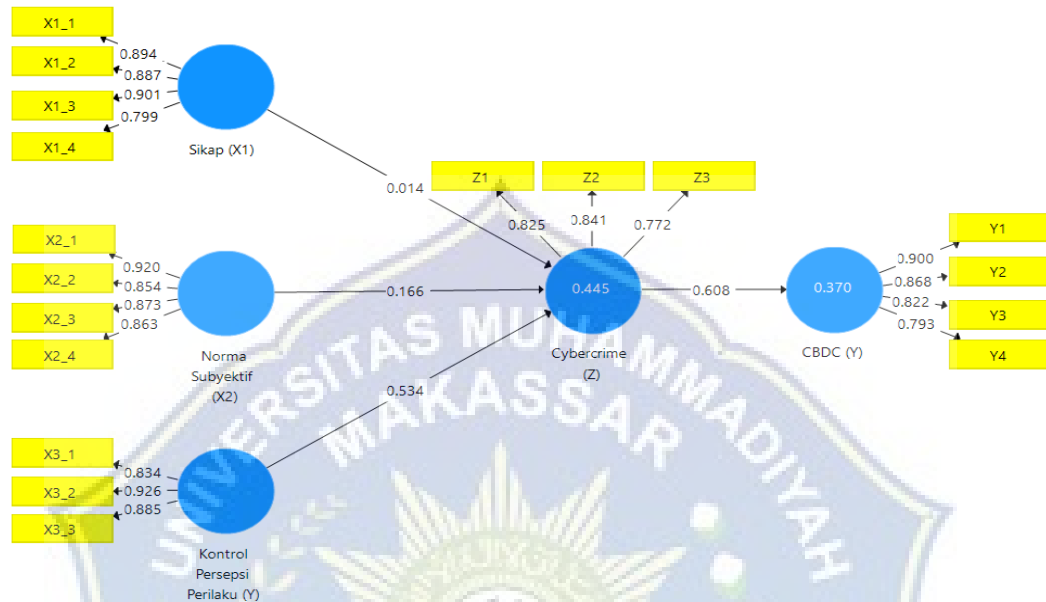 X1_1
X1_2
X1_3
X1_4
0.894
0.887
0.901
0.799
Sikap (X1)
0.014
Z1
Z2
Z3
0.825
0.841
0.772
X2_1
X2_2
X2_3
X2_4
0.920
0.854
0.873
0.863
Norma
Subyektif
(X2)
0.166
0.445
Cybercrime
(Z)
0.608
0.370
CBDC (Y)
0.900
0.868
0.822
0.793
Y1
Y2
Y3
Y4
0.534
X3_1
X3_2
X3_3
0.834
0.926
0.885
Kontrol
Persepsi
Perilaku (Y)
UNIVERSITAS MUHAMMADIYAH
MAKASSAR